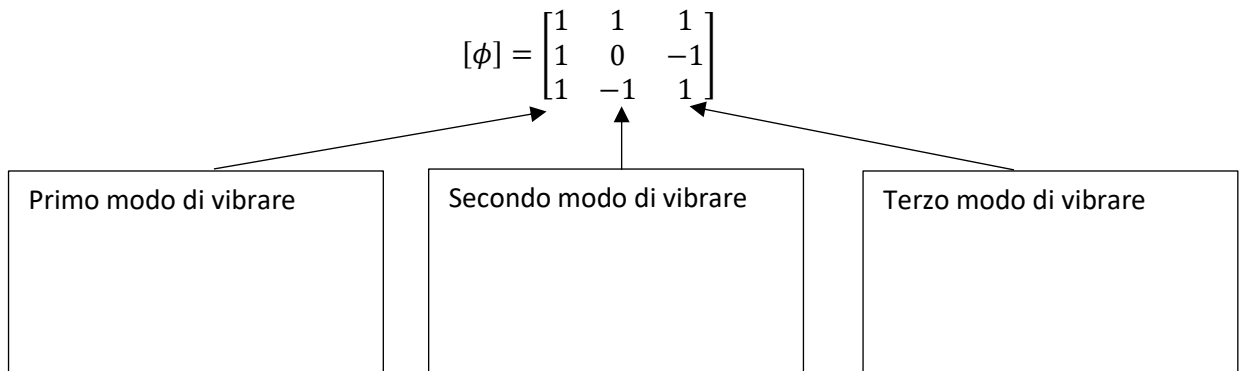 [ϕ] = [1 1 1
1 0 −1
1 −1 1]
Primo modo di vibrare
Secondo modo di vibrare
Terzo modo di vibrare